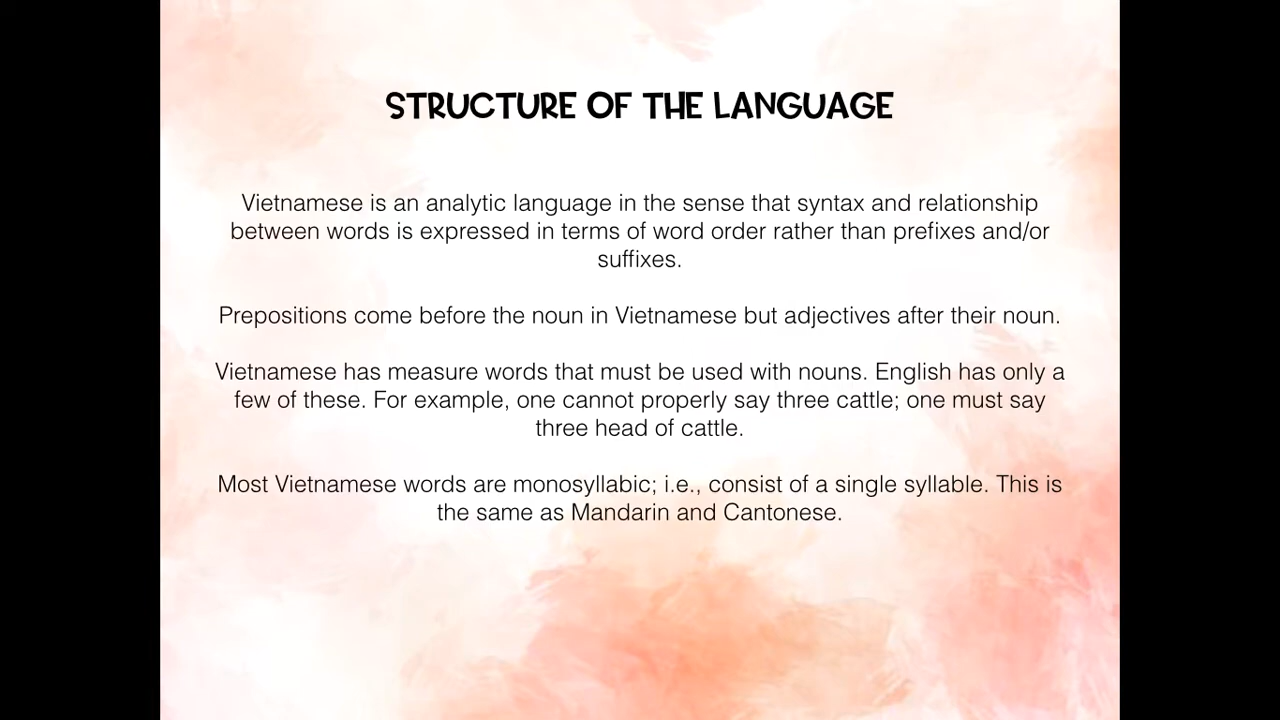 STRUCTURE OF THE LANGUAGE
Vietnamese is an analytic language in the sense that syntax and relationship
between words is expressed in terms of word order rather than prefixes and/or
suffixes.
Prepositions come before the noun in Vietnamese but adjectives after their noun.
Vietnamese has measure words that must be used with nouns. English has only a
few of these. For example, one cannot properly say three cattle; one must say
three head of cattle.
Most Vietnamese words are monosyllabic; i.e., consist of a single syllable. This is
the same as Mandarin and Cantonese.